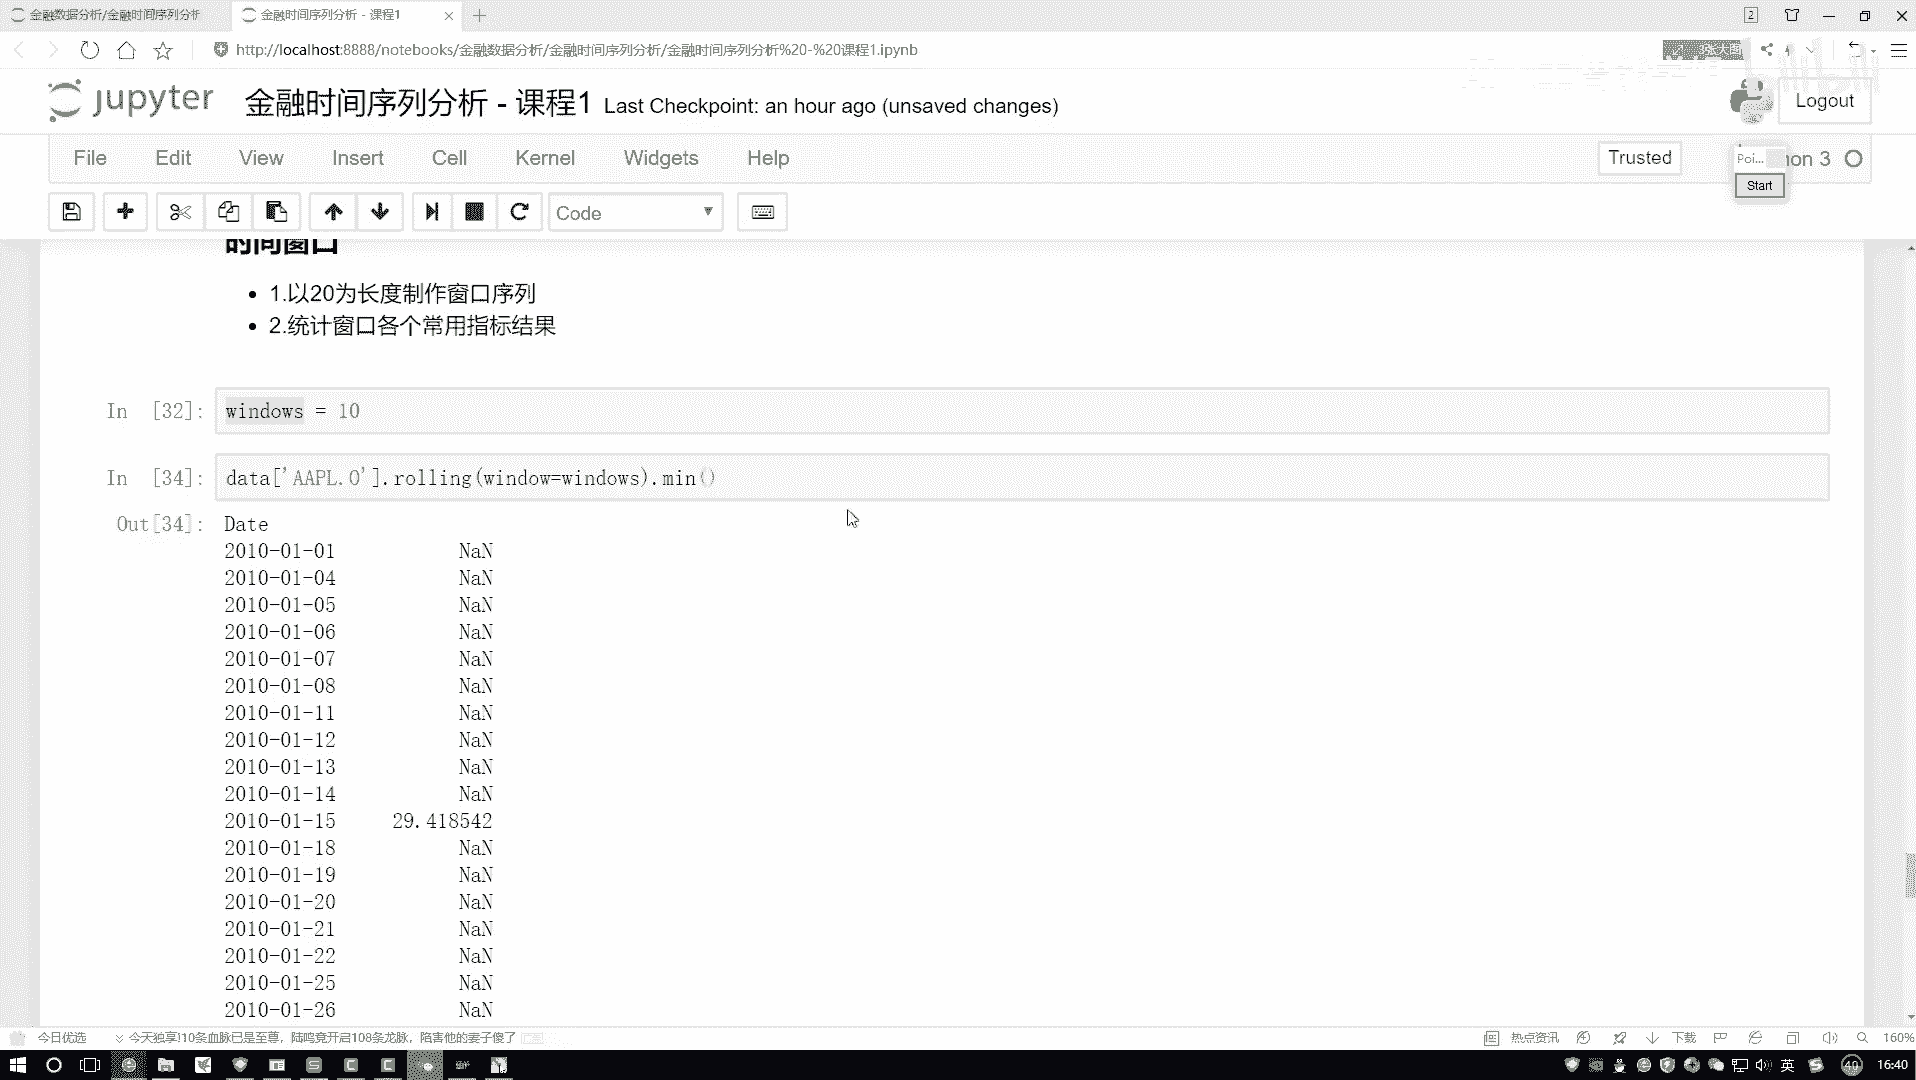 金融数据分析/金融时间序列分析
金融时间序列分析 - 课程1
2
http://localhost:8888/notebooks/金融数据分析/金融时间序列分析/金融时间序列分析%20-%20课程1.ipynb
3张大图
jupyter 金融时间序列分析 - 课程1 Last Checkpoint: an hour ago (unsaved changes)
Logout
File Edit View Insert Cell Kernel Widgets Help
Trusted
Poi...
hon 3
Start
Code
时间窗口
1.以20为长度制作窗口序列
2.统计窗口各个常用指标结果
In [32]: windows = 10
In [34]: data['AAPL.O'].rolling(window=windows).min()
Out[34]: Date
2010-01-01 NaN
2010-01-04 NaN
2010-01-05 NaN
2010-01-06 NaN
2010-01-07 NaN
2010-01-08 NaN
2010-01-11 NaN
2010-01-12 NaN
2010-01-13 NaN
2010-01-14 NaN
2010-01-15 29.418542
2010-01-18 NaN
2010-01-19 NaN
2010-01-20 NaN
2010-01-21 NaN
2010-01-22 NaN
2010-01-25 NaN
2010-01-26 NaN
今日优选
今天独享!10条血脉已是至尊，陆鸣竟开启108条龙脉，陷害他的妻子傻了
热点资讯
下载
160%
英
40
16:40